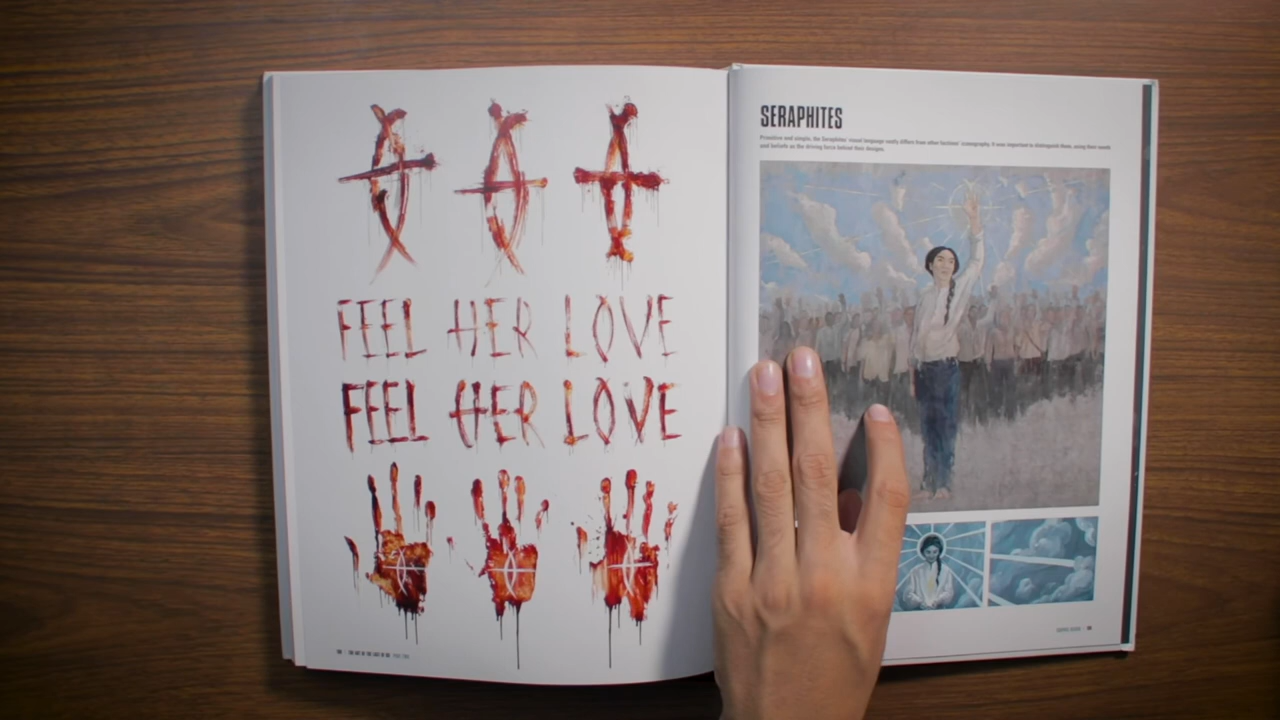 FEEL HER LOVE
FEEL HER LOVE
SERAPHITES
Primitive and simple, the Seraphites' visual language really differs from other factions' iconography. It was important to distinguish them, using their needs
and beliefs as the driving force behind their designs.